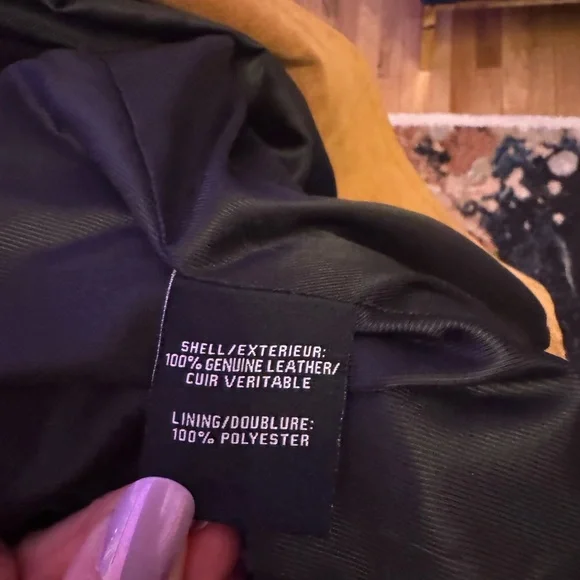 SHELL/EXTERIEUR:
100% GENUINE LEATHER/
CUIR VERITABLE
LINING/DOUBLURE:
100% POLYESTER